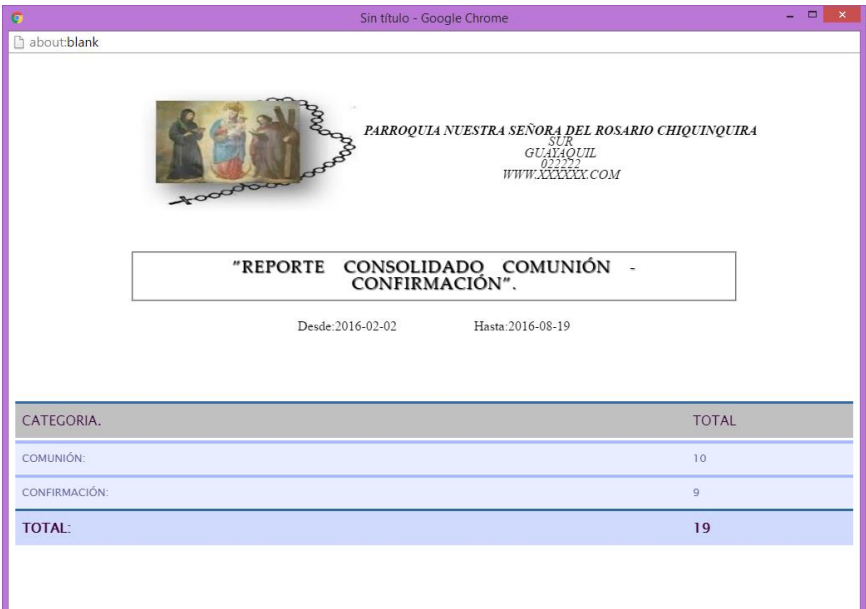 Sin título - Google Chrome
about:blank
PARROQUIA NUESTRA SEÑORA DEL ROSARIO CHIQUINQUIRA
SUR
GUAYAQUIL
022222
WWW.XXXXXX.COM
"REPORTE CONSOLIDADO COMUNIÓN -
CONFIRMACIÓN".
Desde:2016-02-02 Hasta:2016-08-19
CATEGORIA. TOTAL
COMUNIÓN: 10
CONFIRMACIÓN: 9
TOTAL: 19